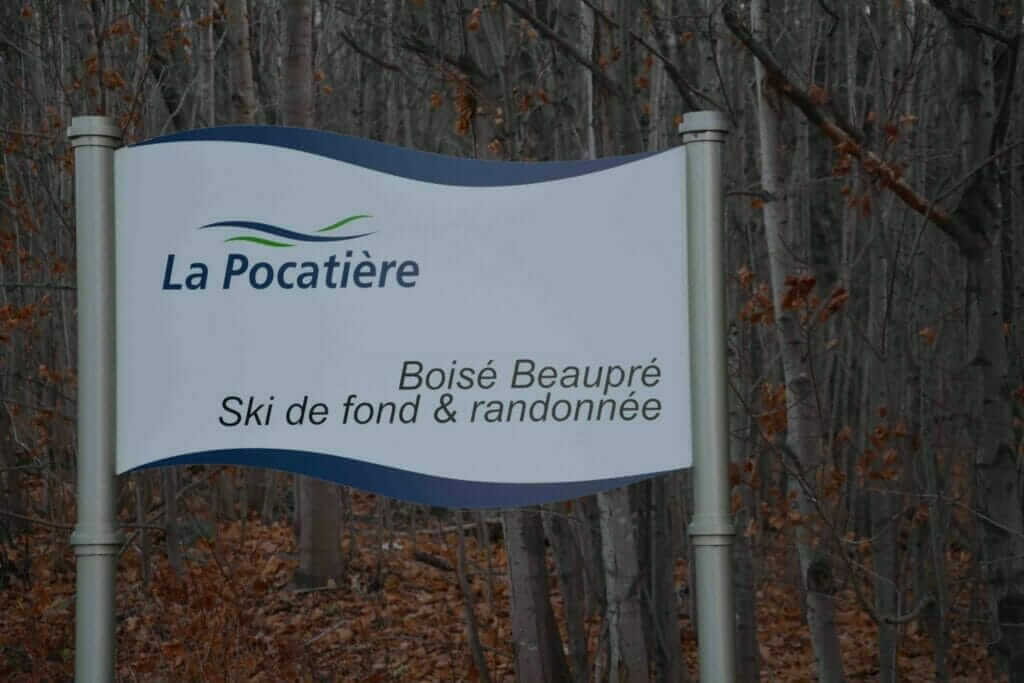 La Pocatière
Boisé Beaupré
Ski de fond & randonnée